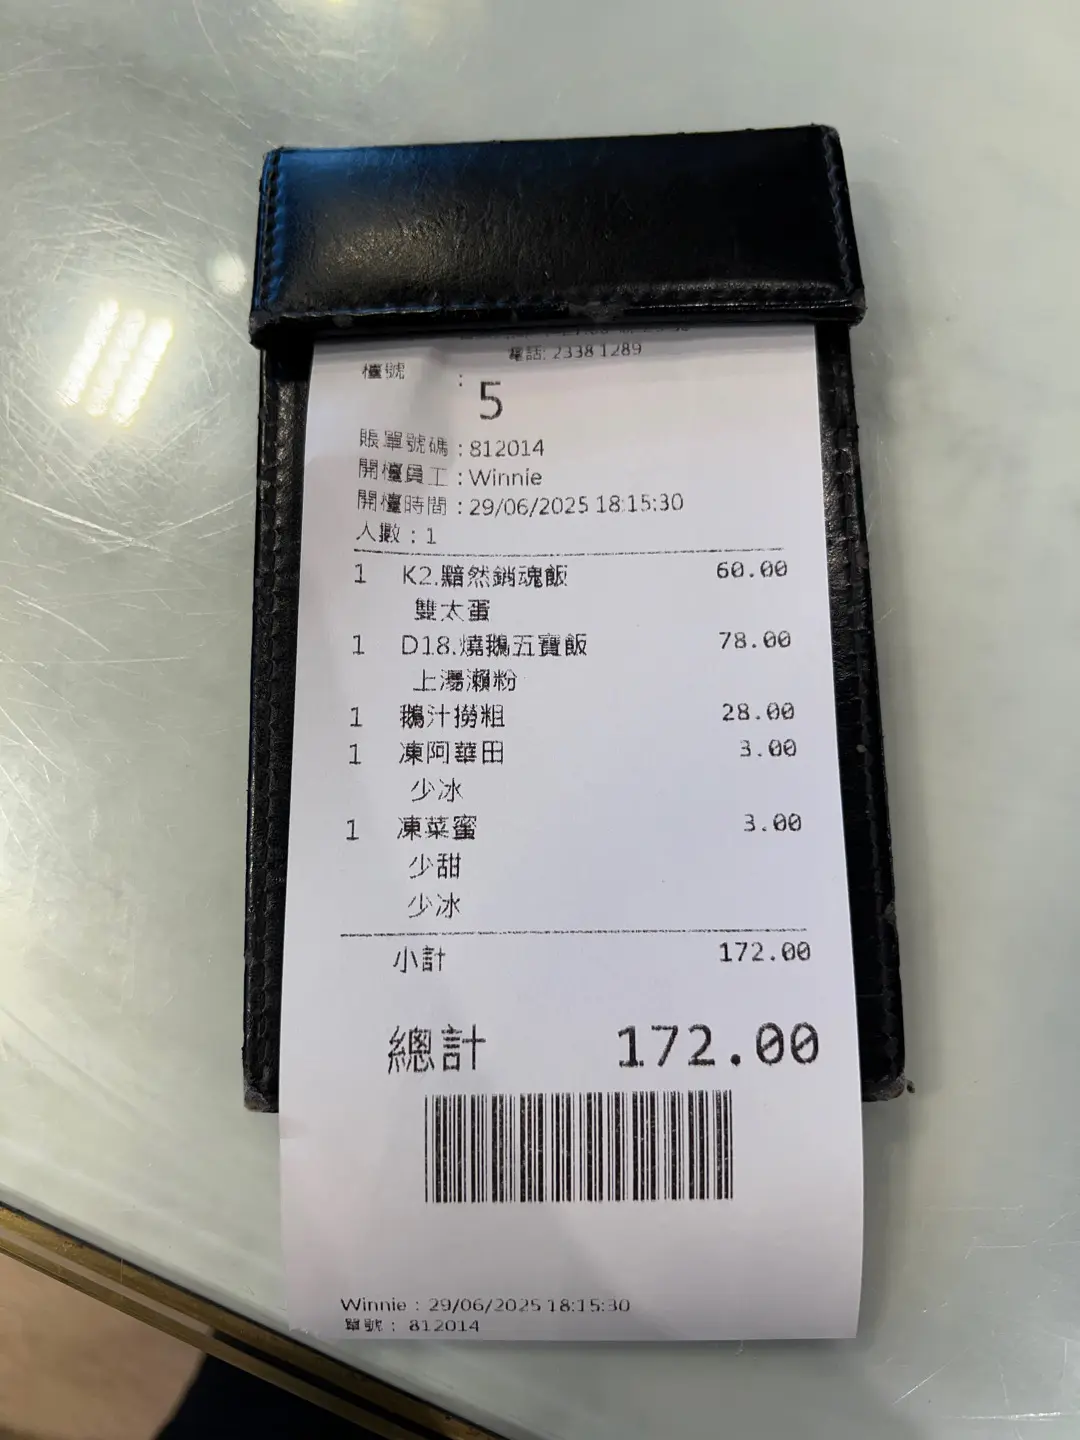 電話: 2338 1289
檯號 : 5
賬單號碼 : 812014
開檯員工 : Winnie
開檯時間 : 29/06/2025 18:15:30
人數 : 1
1 K2.黯然銷魂飯 60.00
雙太蛋
1 D18.燒鵝五寶飯 78.00
上湯瀨粉
1 鵝汁撈粗 28.00
1 凍阿華田 3.00
少冰
1 凍菜蜜 3.00
少甜
少冰
小計 172.00
總計 172.00
Winnie : 29/06/2025 18:15:30
單號 : 812014